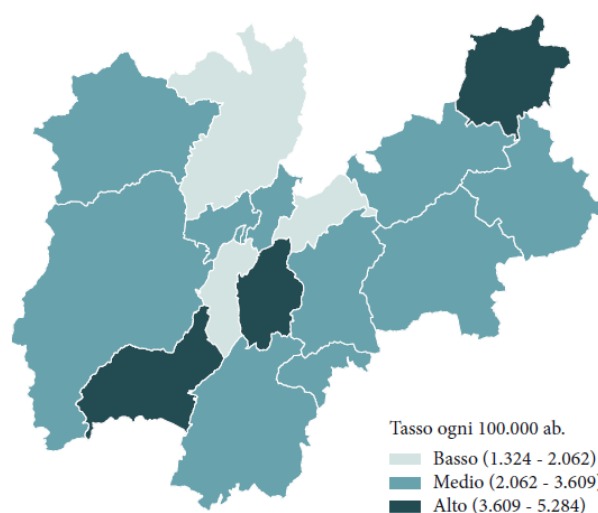 Tasso ogni 100.000 ab.
Basso (1.324 - 2.062)
Medio (2.062 - 3.609)
Alto (3.609 - 5.284)